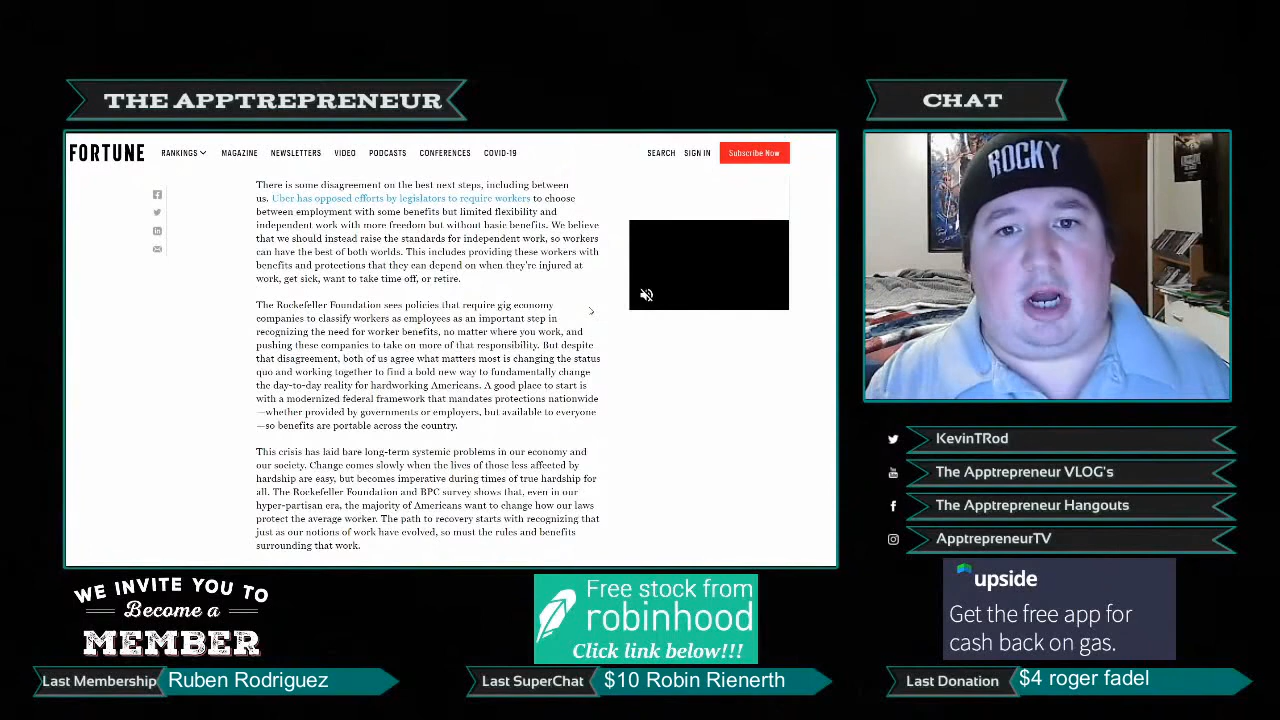 THE APPTREPRENEUR
CHAT
FORTUNE
RANKINGS MAGAZINE NEWSLETTERS VIDEO PODCASTS CONFERENCES COVID-19 SEARCH SIGN IN Subscribe Now
There is some disagreement on the best next steps, including between
us. Uber has opposed efforts by legislators to require workers to choose
between employment with some benefits but limited flexibility and
independent work with more freedom but without basic benefits. We believe
that we should instead raise the standards for independent work, so workers
can have the best of both worlds. This includes providing these workers with
benefits and protections that they can depend on when they're injured at
work, get sick, want to take time off, or retire.
The Rockefeller Foundation sees policies that require gig economy
companies to classify workers as employees as an important step in
recognizing the need for worker benefits, no matter where you work, and
pushing these companies to take on more of that responsibility. But despite
that disagreement, both of us agree what matters most is changing the status
quo and working together to find a bold new way to fundamentally change
the day-to-day reality for hardworking Americans. A good place to start is
with a modernized federal framework that mandates protections nationwide
—whether provided by governments or employers, but available to everyone
—so benefits are portable across the country.
This crisis has laid bare long-term systemic problems in our economy and
our society. Change comes slowly when the lives of those less affected by
hardship are easy, but becomes imperative during times of true hardship for
all. The Rockefeller Foundation and BPC survey shows that, even in our
hyper-partisan era, the majority of Americans want to change how our laws
protect the average worker. The path to recovery starts with recognizing that
just as our notions of work have evolved, so must the rules and benefits
surrounding that work.
ROCKY
KevinTRod
The Apptrepreneur VLOG's
The Apptrepreneur Hangouts
ApptrepreneurTV
WE INVITE YOU TO
Become a
MEMBER
Free stock from
robinhood
Click link below!!!
upside
Get the free app for
cash back on gas.
Last Membership Ruben Rodriguez
Last SuperChat $10 Robin Rienerth
Last Donation $4 roger fadel